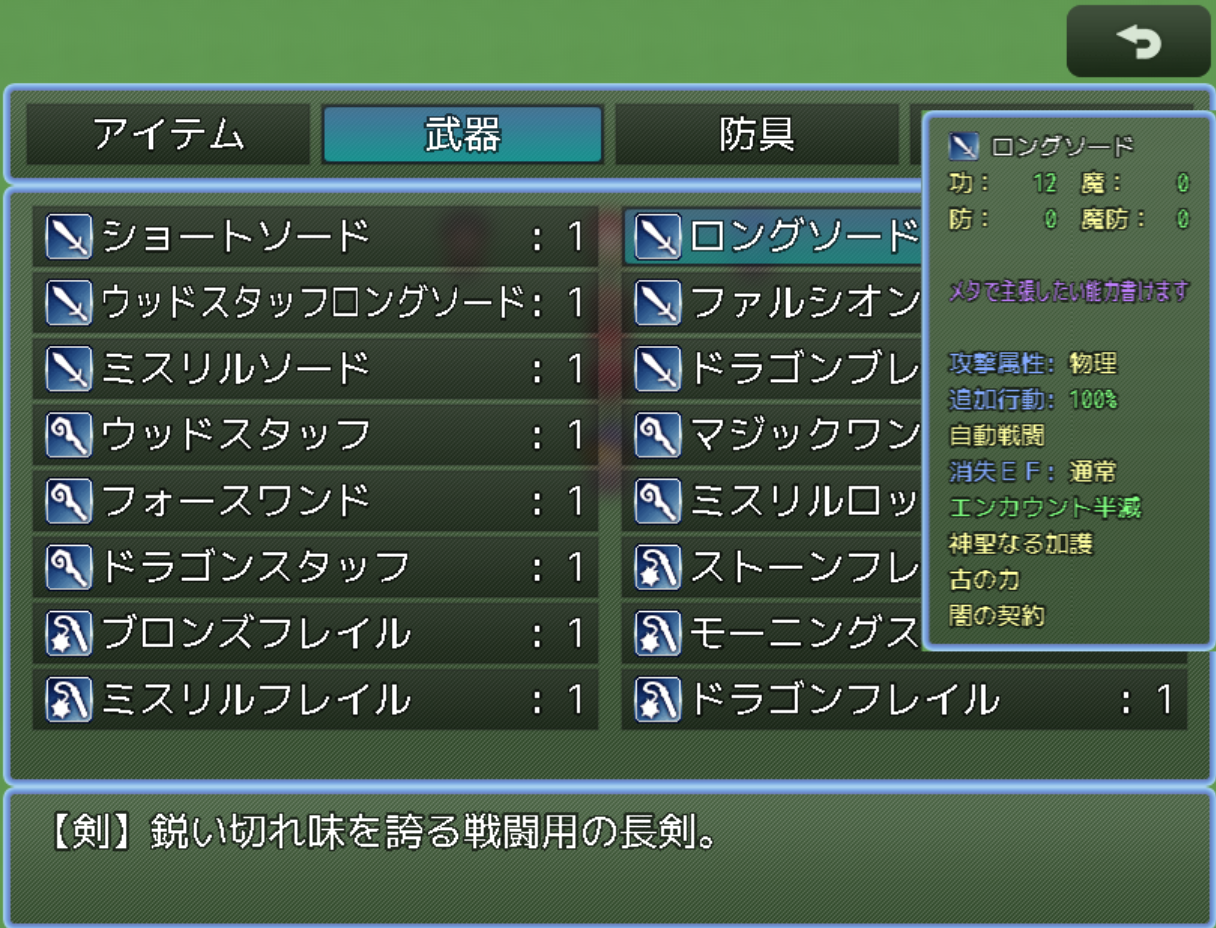 アイテム 武器 防具
ショートソード : 1 ロングソード
ウッドスタッフロングソード: 1 ファルシオン
ミスリルソード : 1 ドラゴンブレ
ウッドスタッフ : 1 マジックワン
フォースワンド : 1 ミスリルロッ
ドラゴンスタッフ : 1 ストーンフレ
ブロンズフレイル : 1 モーニングス
ミスリルフレイル : 1 ドラゴンフレイル : 1
ロングソード
功: 12 魔: 0
防: 0 魔防: 0
メタで主張したい能力書けます
攻撃属性: 物理
追加行動: 100%
自動戦闘
消失EF: 通常
エンカウント半減
神聖なる加護
古の力
闇の契約
【剣】鋭い切れ味を誇る戦闘用の長剣。